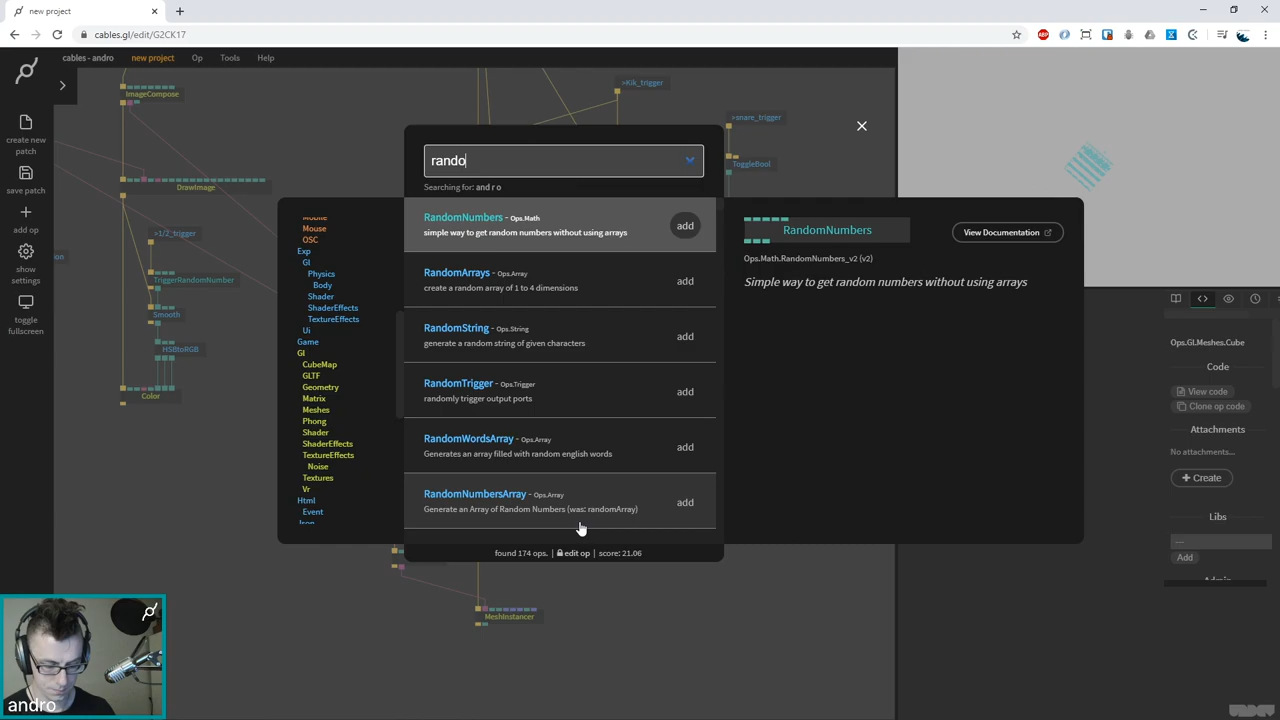 new project
cables.gl/edit/G2CK17
ABP
cables - andro
new project
Op
Tools
Help
create new
patch
save patch
add op
show
settings
toggle
fullscreen
ImageCompose
DrawImage
>1/2_trigger
TriggerRandomNumber
Smooth
HSBtoRGB
Color
>Kik_trigger
>snare_trigger
ToggleBool
MeshInstancer
rando
Searching for: and r o
Mobile
Mouse
OSC
Exp
Gl
Physics
Body
Shader
ShaderEffects
TextureEffects
Ui
Game
Gl
CubeMap
GLTF
Geometry
Matrix
Meshes
Phong
Shader
ShaderEffects
TextureEffects
Noise
Textures
Vr
Html
Event
RandomNumbers - Ops.Math
simple way to get random numbers without using arrays
add
RandomArrays - Ops.Array
create a random array of 1 to 4 dimensions
add
RandomString - Ops.String
generate a random string of given characters
add
RandomTrigger - Ops.Trigger
randomly trigger output ports
add
RandomWordsArray - Ops.Array
Generates an array filled with random english words
add
RandomNumbersArray - Ops.Array
Generate an Array of Random Numbers (was: randomArray)
add
found 174 ops. | edit op | score: 21.06
RandomNumbers
View Documentation
Ops.Math.RandomNumbers_v2 (v2)
Simple way to get random numbers without using arrays
Ops.Gl.Meshes.Cube
Code
View code
Clone op code
Attachments
No attachments...
+ Create
Libs
---
Add
andro